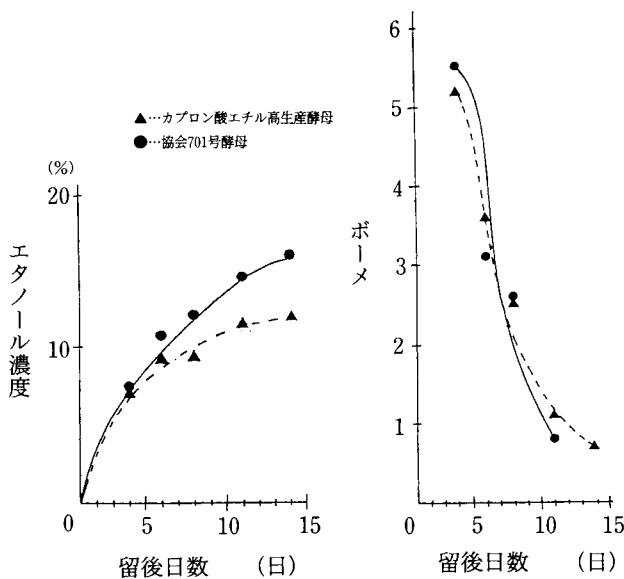 ▲…カプロン酸エチル高生産酵母
●…協会701号酵母
(%)
20
10
0
5
10
15
エタノール濃度
留後日数 (日)
6
5
4
3
2
1
0
5
10
15
ボーメ
留後日数 (日)